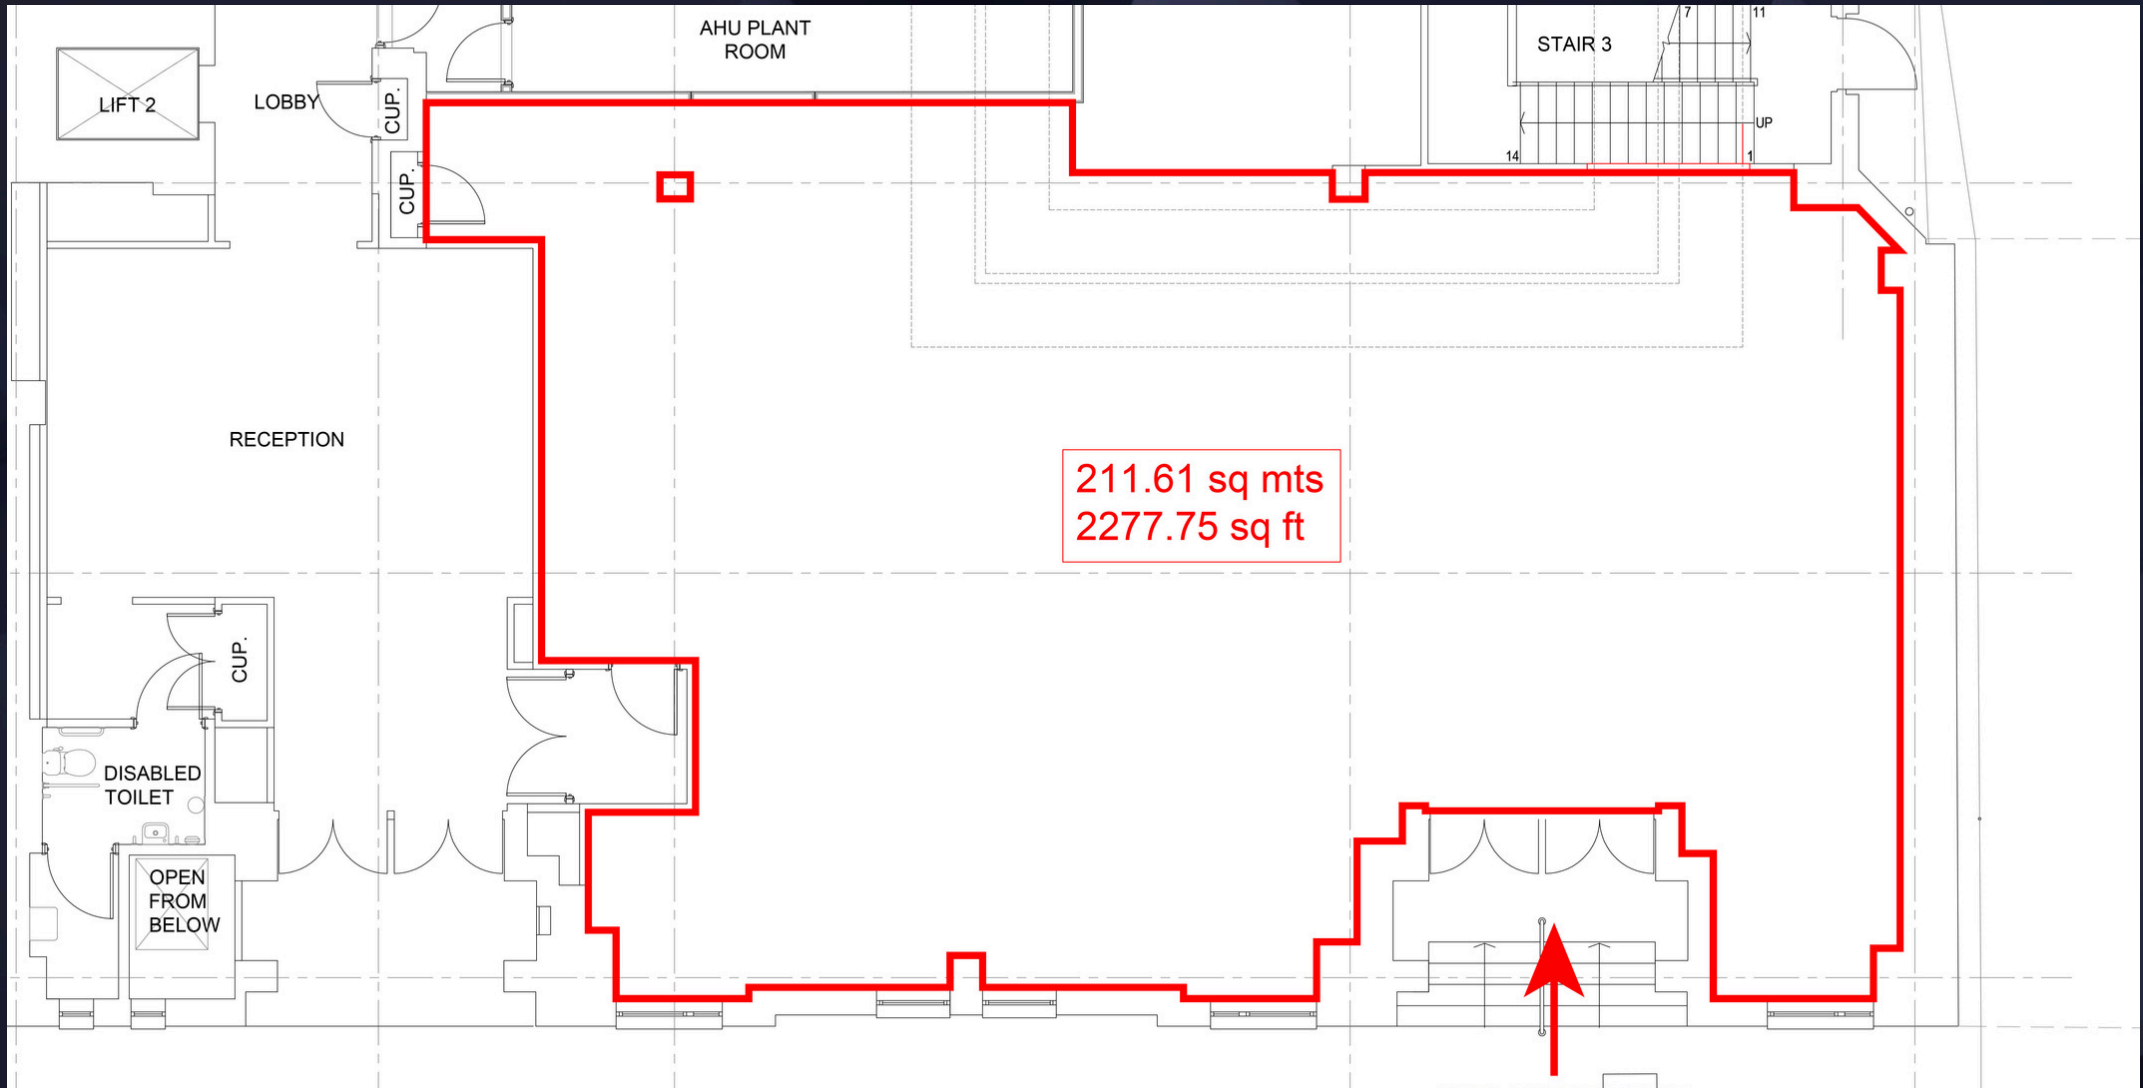 AHU PLANT
ROOM
STAIR 3
7
11
LIFT 2
LOBBY
CUP.
UP
14
1
CUP.
RECEPTION
211.61 sq mts
2277.75 sq ft
CUP.
DISABLED
TOILET
OPEN
FROM
BELOW